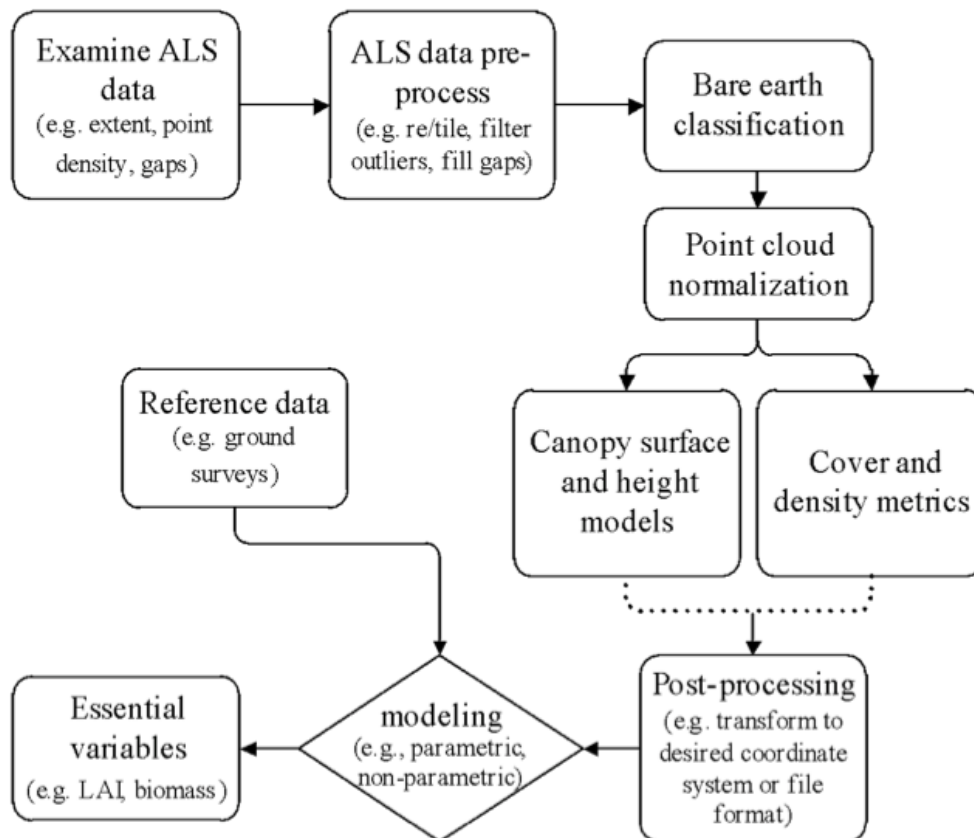 Examine ALS
data
(e.g. extent, point
density, gaps)
ALS data pre-
process
(e.g. re/tile, filter
outliers, fill gaps)
Bare earth
classification
Point cloud
normalization
Reference data
(e.g. ground
surveys)
Canopy surface
and height
models
Cover and
density metrics
Essential
variables
(e.g. LAI, biomass)
modeling
(e.g., parametric,
non-parametric)
Post-processing
(e.g. transform to
desired coordinate
system or file
format)